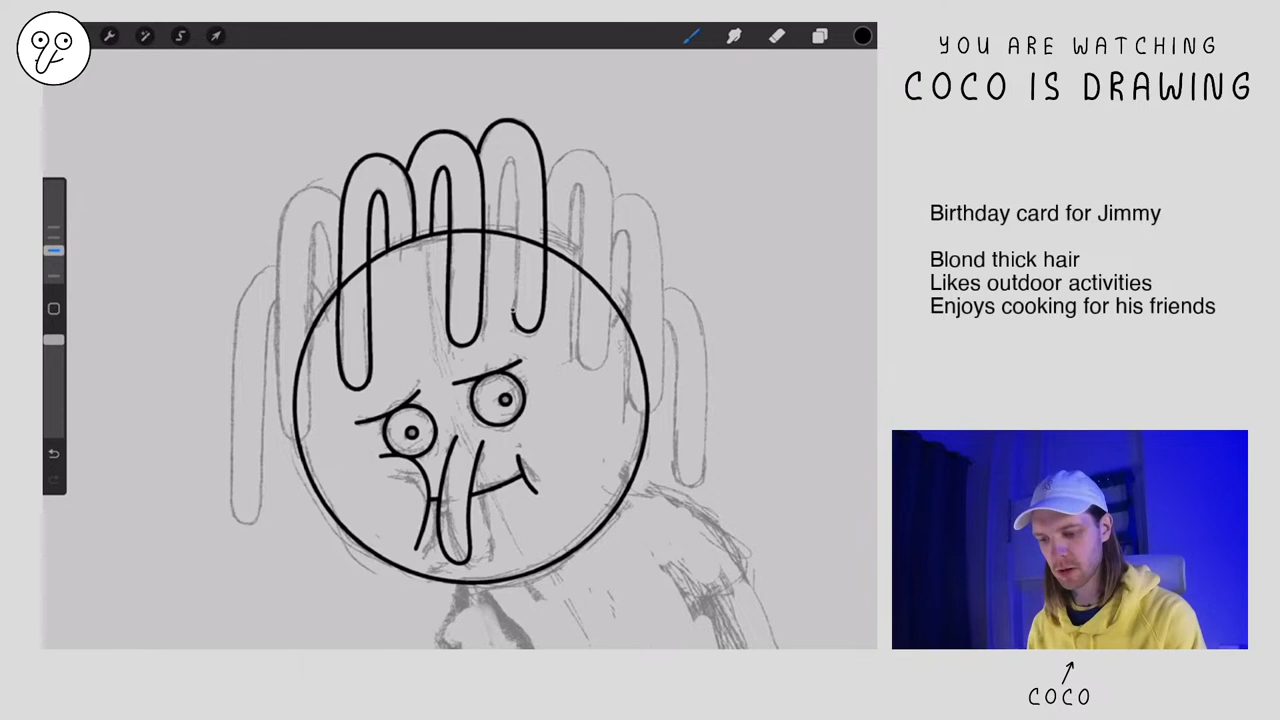 YOU ARE WATCHING
COCO IS DRAWING
Birthday card for Jimmy
Blond thick hair
Likes outdoor activities
Enjoys cooking for his friends
COCO